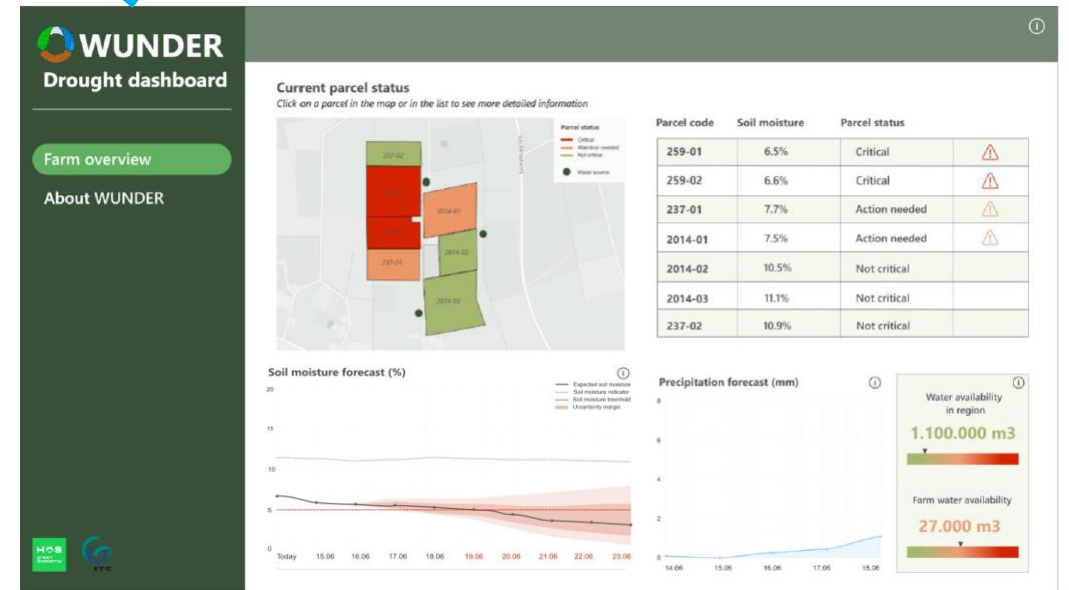 WUNDER
Drought dashboard
Farm overview
About WUNDER
Current parcel status
Click on a parcel in the map or in the list to see more detailed information
Parcel status
Critical
Attention needed
Not critical
Water source
237-02
2014-01
2014-02
237-01
2014-03
Parcel code Soil moisture Parcel status
259-01 6.5% Critical
259-02 6.6% Critical
237-01 7.7% Action needed
2014-01 7.5% Action needed
2014-02 10.5% Not critical
2014-03 11.1% Not critical
237-02 10.9% Not critical
Soil moisture forecast (%)
Expected soil moisture
Soil moisture indicator
Soil moisture treshhold
Uncertainty margin
20
15
10
5
0
Today 15.06 16.06 17.06 18.06 19.06 20.06 21.06 22.06 23.06
Precipitation forecast (mm)
8
6
4
2
0
14.06 15.06 16.06 17.06 18.06
Water availability
in region
1.100.000 m3
Farm water availability
27.000 m3
HAS
green
ITC